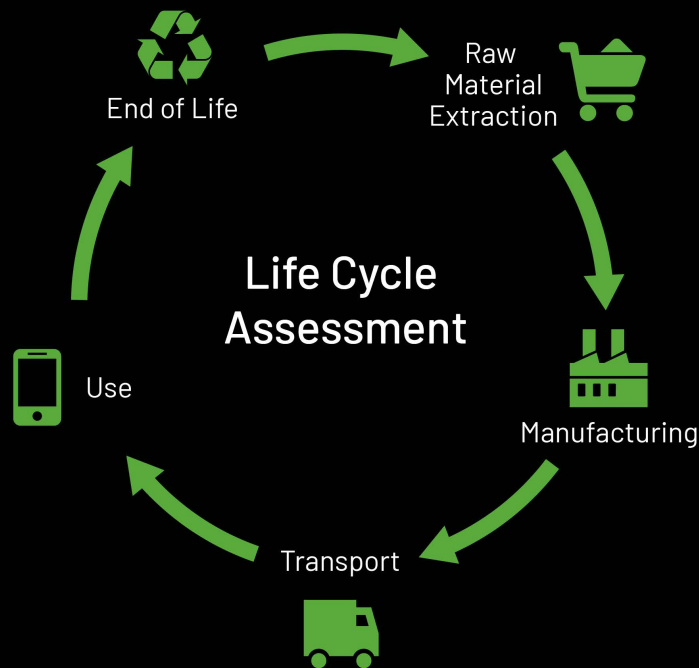 End of Life
Raw
Material
Extraction
Life Cycle
Assessment
Use
Manufacturing
Transport